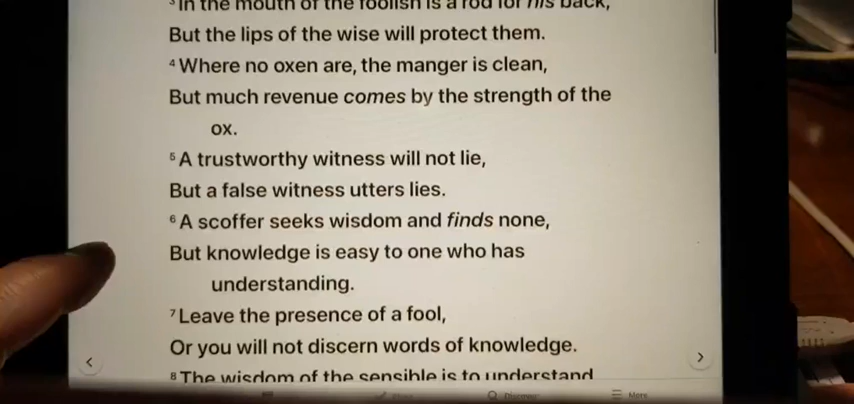 3 In the mouth of the foolish is a rod for his back,
But the lips of the wise will protect them.
4 Where no oxen are, the manger is clean,
But much revenue comes by the strength of the
ox.
5 A trustworthy witness will not lie,
But a false witness utters lies.
6 A scoffer seeks wisdom and finds none,
But knowledge is easy to one who has
understanding.
7 Leave the presence of a fool,
Or you will not discern words of knowledge.
8 The wisdom of the sensible is to understand
Discover
More